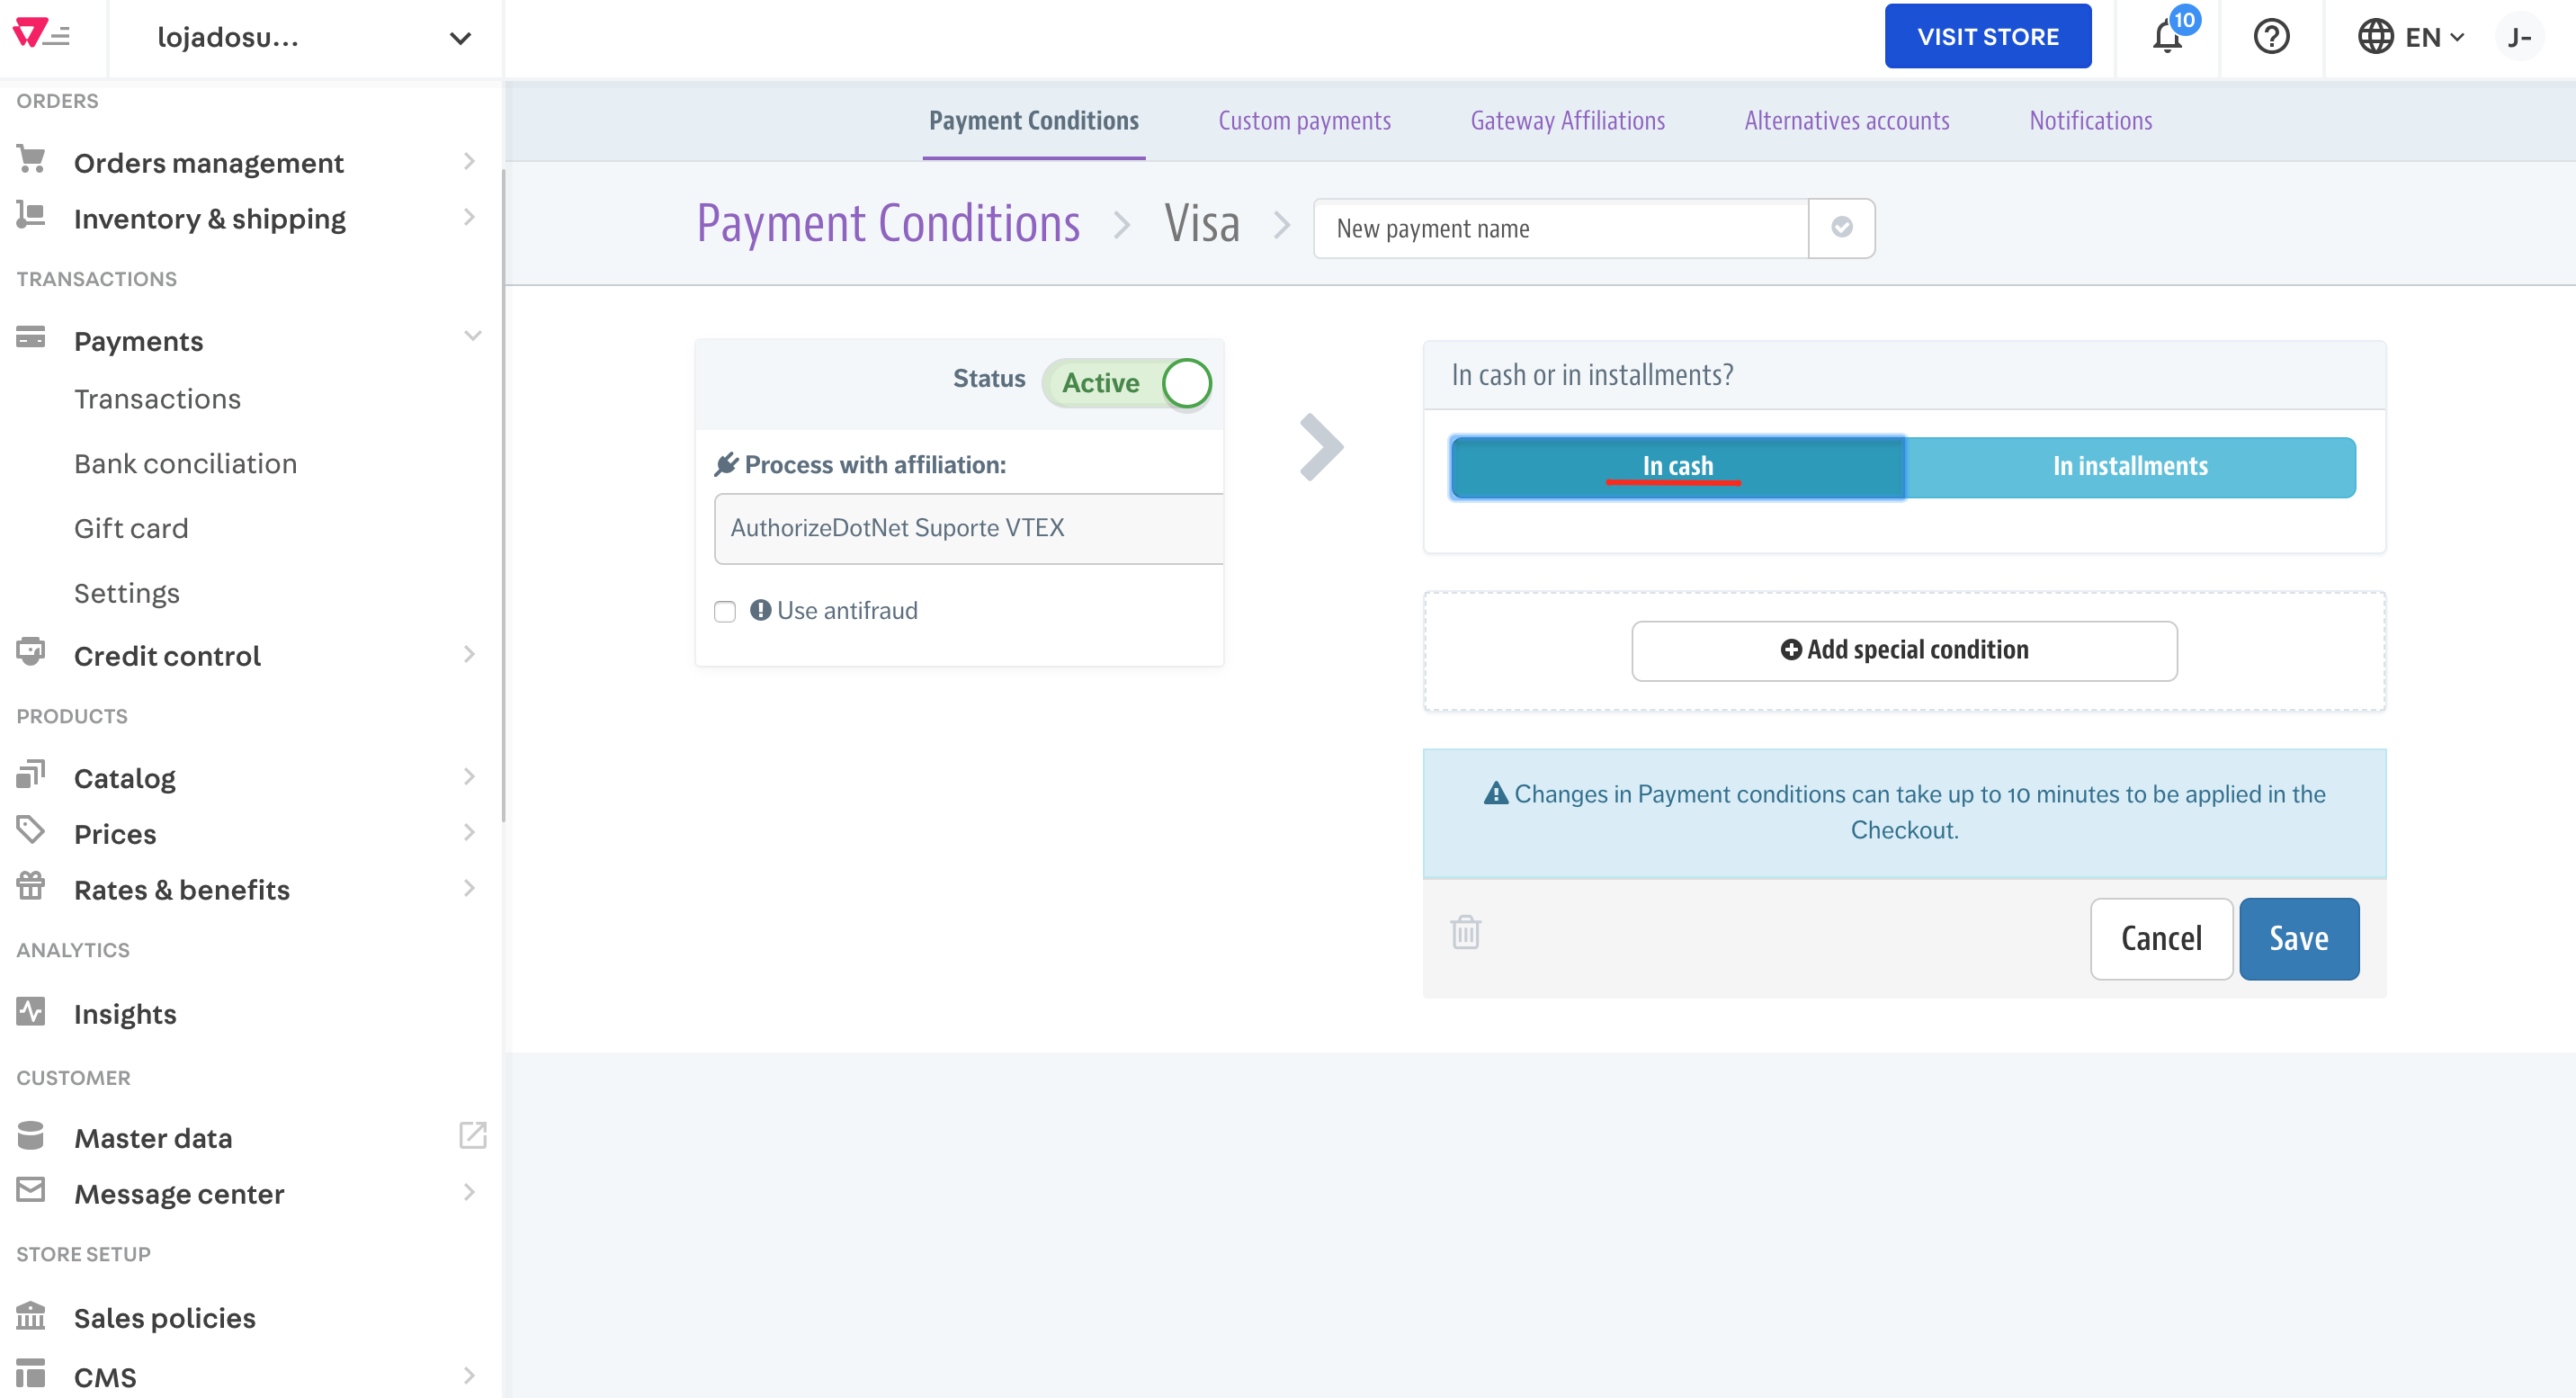 lojadosu...
VISIT STORE
10
EN
J-
ORDERS
Orders management
Inventory & shipping
TRANSACTIONS
Payments
Transactions
Bank conciliation
Gift card
Settings
Credit control
PRODUCTS
Catalog
Prices
Rates & benefits
ANALYTICS
Insights
CUSTOMER
Master data
Message center
STORE SETUP
Sales policies
CMS
Payment Conditions
Custom payments
Gateway Affiliations
Alternatives accounts
Notifications
Payment Conditions
Visa
New payment name
Status
Active
Process with affiliation:
AuthorizeDotNet Suporte VTEX
Use antifraud
In cash or in installments?
In cash
In installments
Add special condition
Changes in Payment conditions can take up to 10 minutes to be applied in the
Checkout.
Cancel
Save